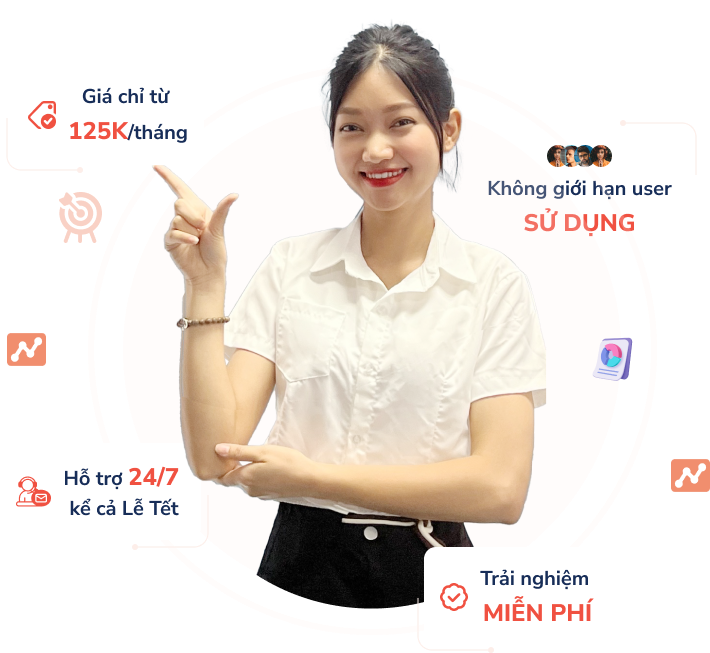 Giá chỉ từ
125K/tháng
Không giới hạn user
SỬ DỤNG
Hỗ trợ 24/7
kể cả Lễ Tết
Trải nghiệm
MIỄN PHÍ